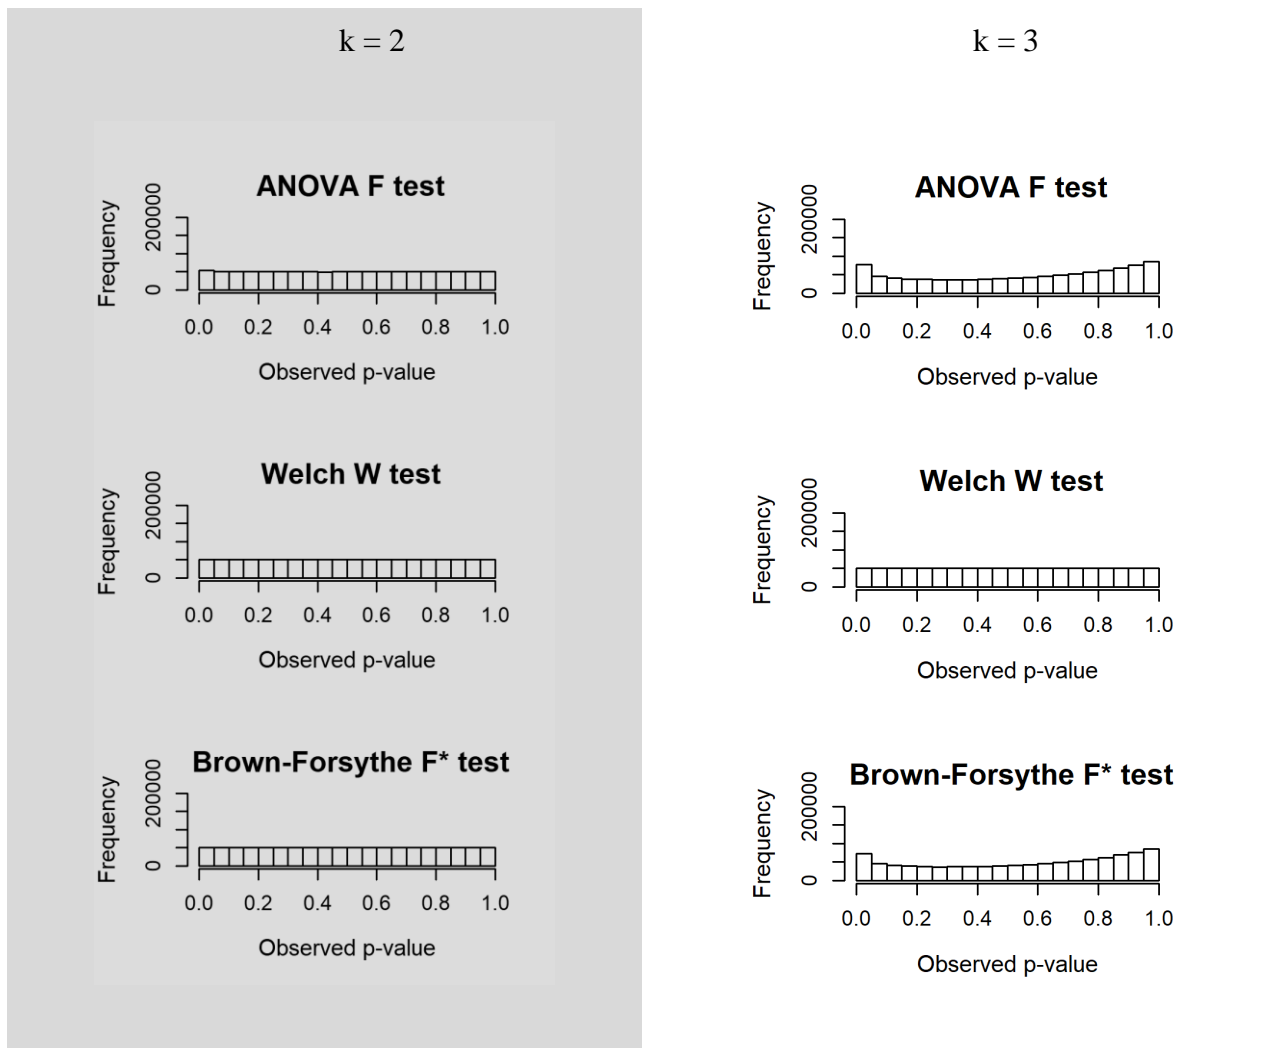 k = 2
ANOVA F test
Frequency
200000
0
0.0 0.2 0.4 0.6 0.8 1.0
Observed p-value
Welch W test
Frequency
200000
0
0.0 0.2 0.4 0.6 0.8 1.0
Observed p-value
Brown-Forsythe F* test
Frequency
200000
0
0.0 0.2 0.4 0.6 0.8 1.0
Observed p-value
k = 3
ANOVA F test
Frequency
200000
0
0.0 0.2 0.4 0.6 0.8 1.0
Observed p-value
Welch W test
Frequency
200000
0
0.0 0.2 0.4 0.6 0.8 1.0
Observed p-value
Brown-Forsythe F* test
Frequency
200000
0
0.0 0.2 0.4 0.6 0.8 1.0
Observed p-value